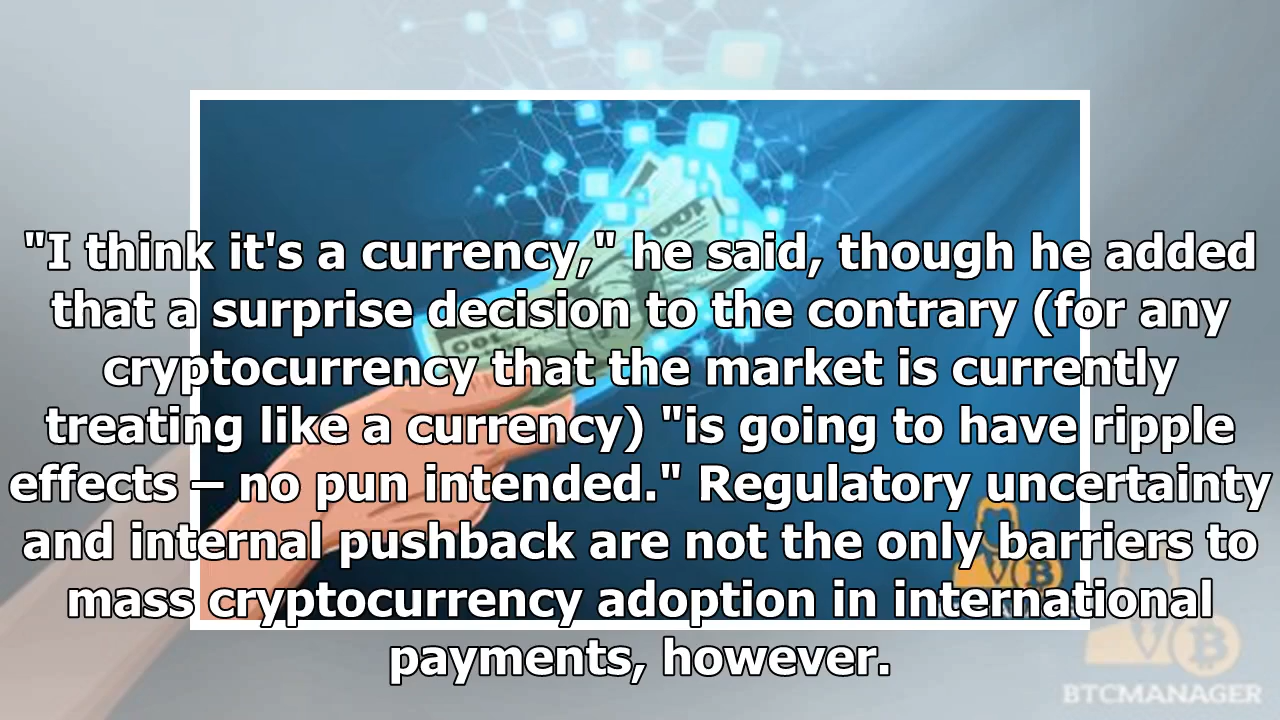 "I think it's a currency," he said, though he added
that a surprise decision to the contrary (for any
cryptocurrency that the market is currently
treating like a currency) "is going to have ripple
effects – no pun intended." Regulatory uncertainty
and internal pushback are not the only barriers to
mass cryptocurrency adoption in international
payments, however.
100
100
BTCMANAGER